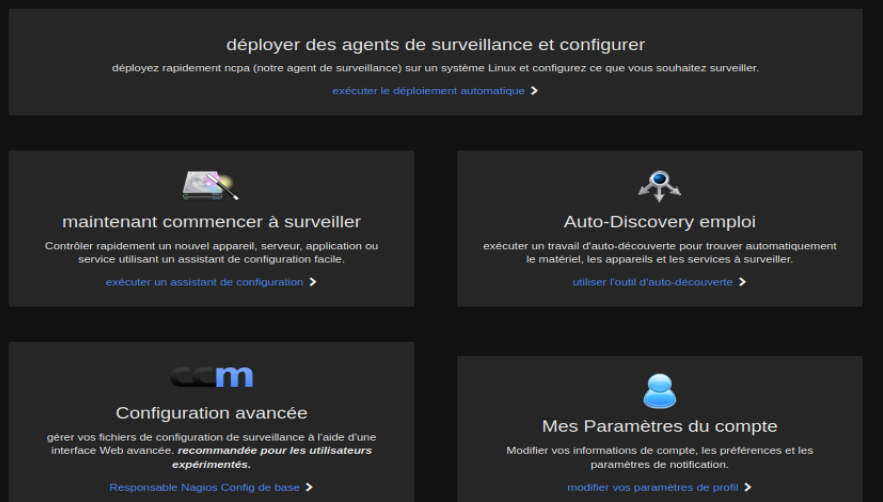 déployer des agents de surveillance et configurer
déployez rapidement ncpa (notre agent de surveillance) sur un système Linux et configurez ce que vous souhaitez surveiller.
exécuter le déploiement automatique
maintenant commencer à surveiller
Contrôler rapidement un nouvel appareil, serveur, application ou
service utilisant un assistant de configuration facile.
exécuter un assistant de configuration
Auto-Discovery emploi
exécuter un travail d'auto-découverte pour trouver automatiquement
le matériel, les appareils et les services à surveiller.
utiliser l'outil d'auto-découverte
ccm
Configuration avancée
gérer vos fichiers de configuration de surveillance à l'aide d'une
interface Web avancée. recommandée pour les utilisateurs
expérimentés.
Responsable Nagios Config de base
Mes Paramètres du compte
Modifier vos informations de compte, les préférences et les
paramètres de notification.
modifier vos paramètres de profil